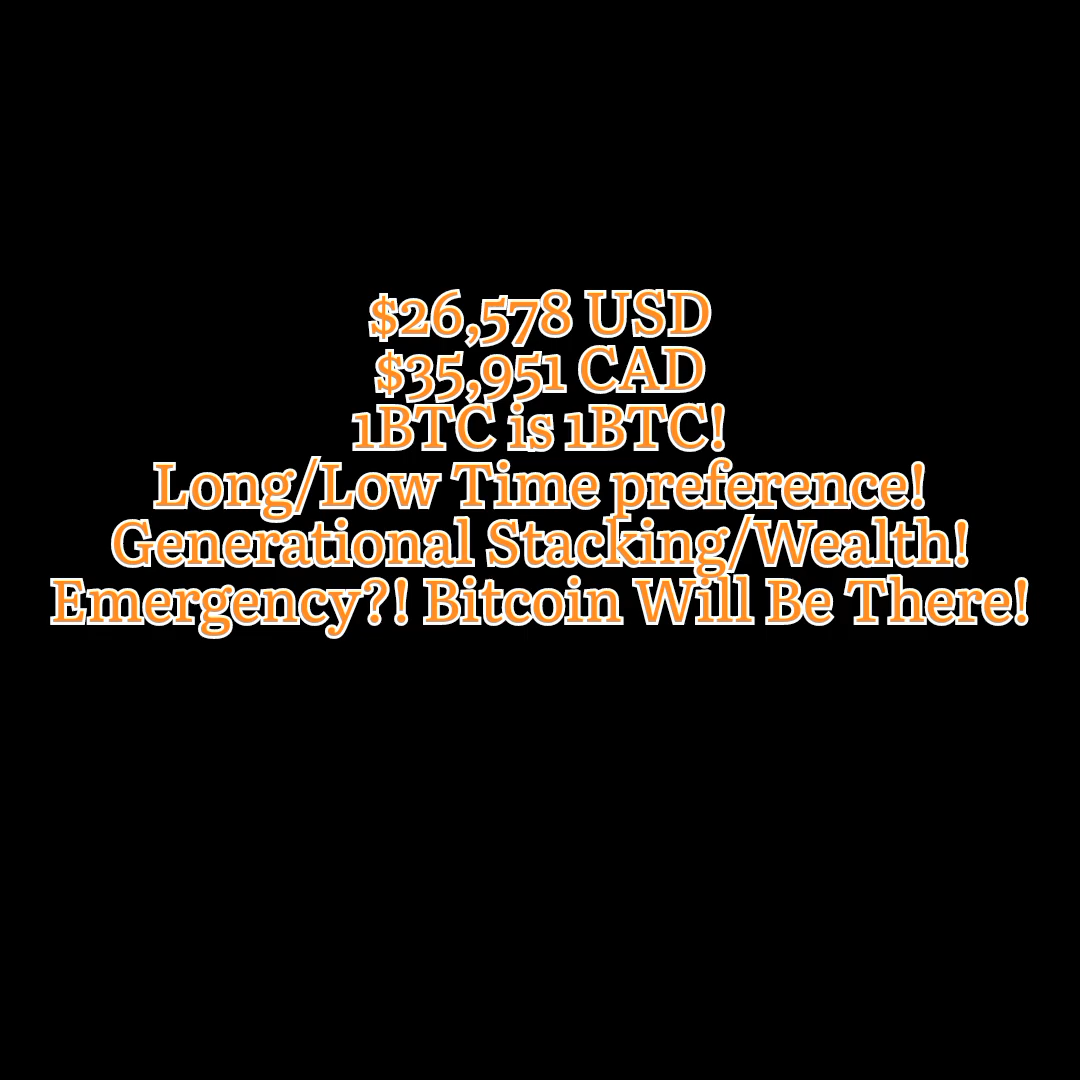 $26,578 USD
$35,951 CAD
1BTC is 1BTC!
Long/Low Time preference!
Generational Stacking/Wealth!
Emergency?! Bitcoin Will Be There!